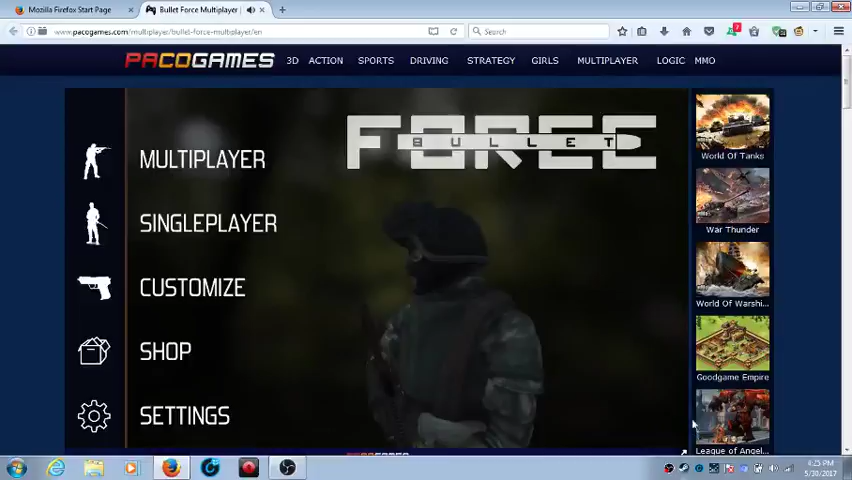 Mozilla Firefox Start Page
Bullet Force Multiplayer
www.pacogames.com/multiplayer/bullet-force-multiplayer/en
Search
7
PACOGAMES
3D ACTION SPORTS DRIVING STRATEGY GIRLS MULTIPLAYER LOGIC MMO
FORCE
BULLET
MULTIPLAYER
SINGLEPLAYER
CUSTOMIZE
SHOP
SETTINGS
World Of Tanks
War Thunder
World Of Warshi...
Goodgame Empire
League of Angel...
PACOGAMES
4:25 PM
5/30/2017